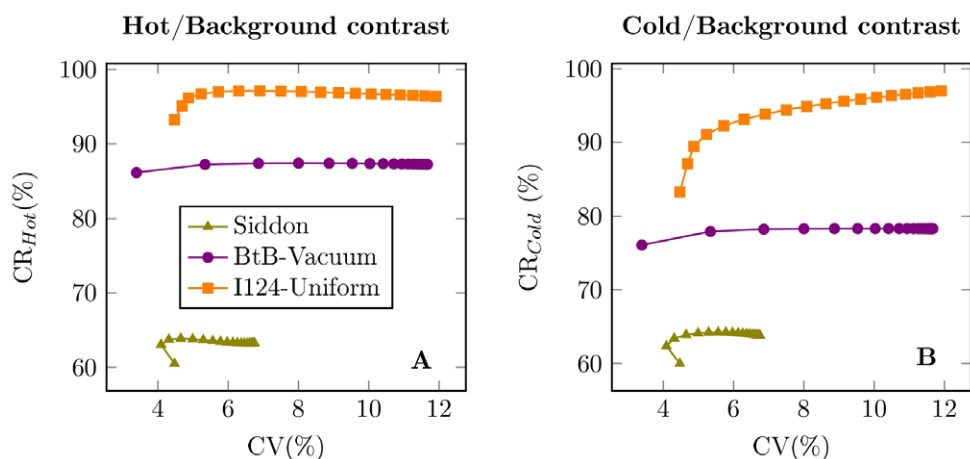 Hot/Background contrast
100
90
80
70
60
CR_Hot(%)
Siddon
BtB-Vacuum
I124-Uniform
A
4 6 8 10 12
CV(%)
Cold/Background contrast
100
90
80
70
60
CR_Cold (%)
B
4 6 8 10 12
CV(%)